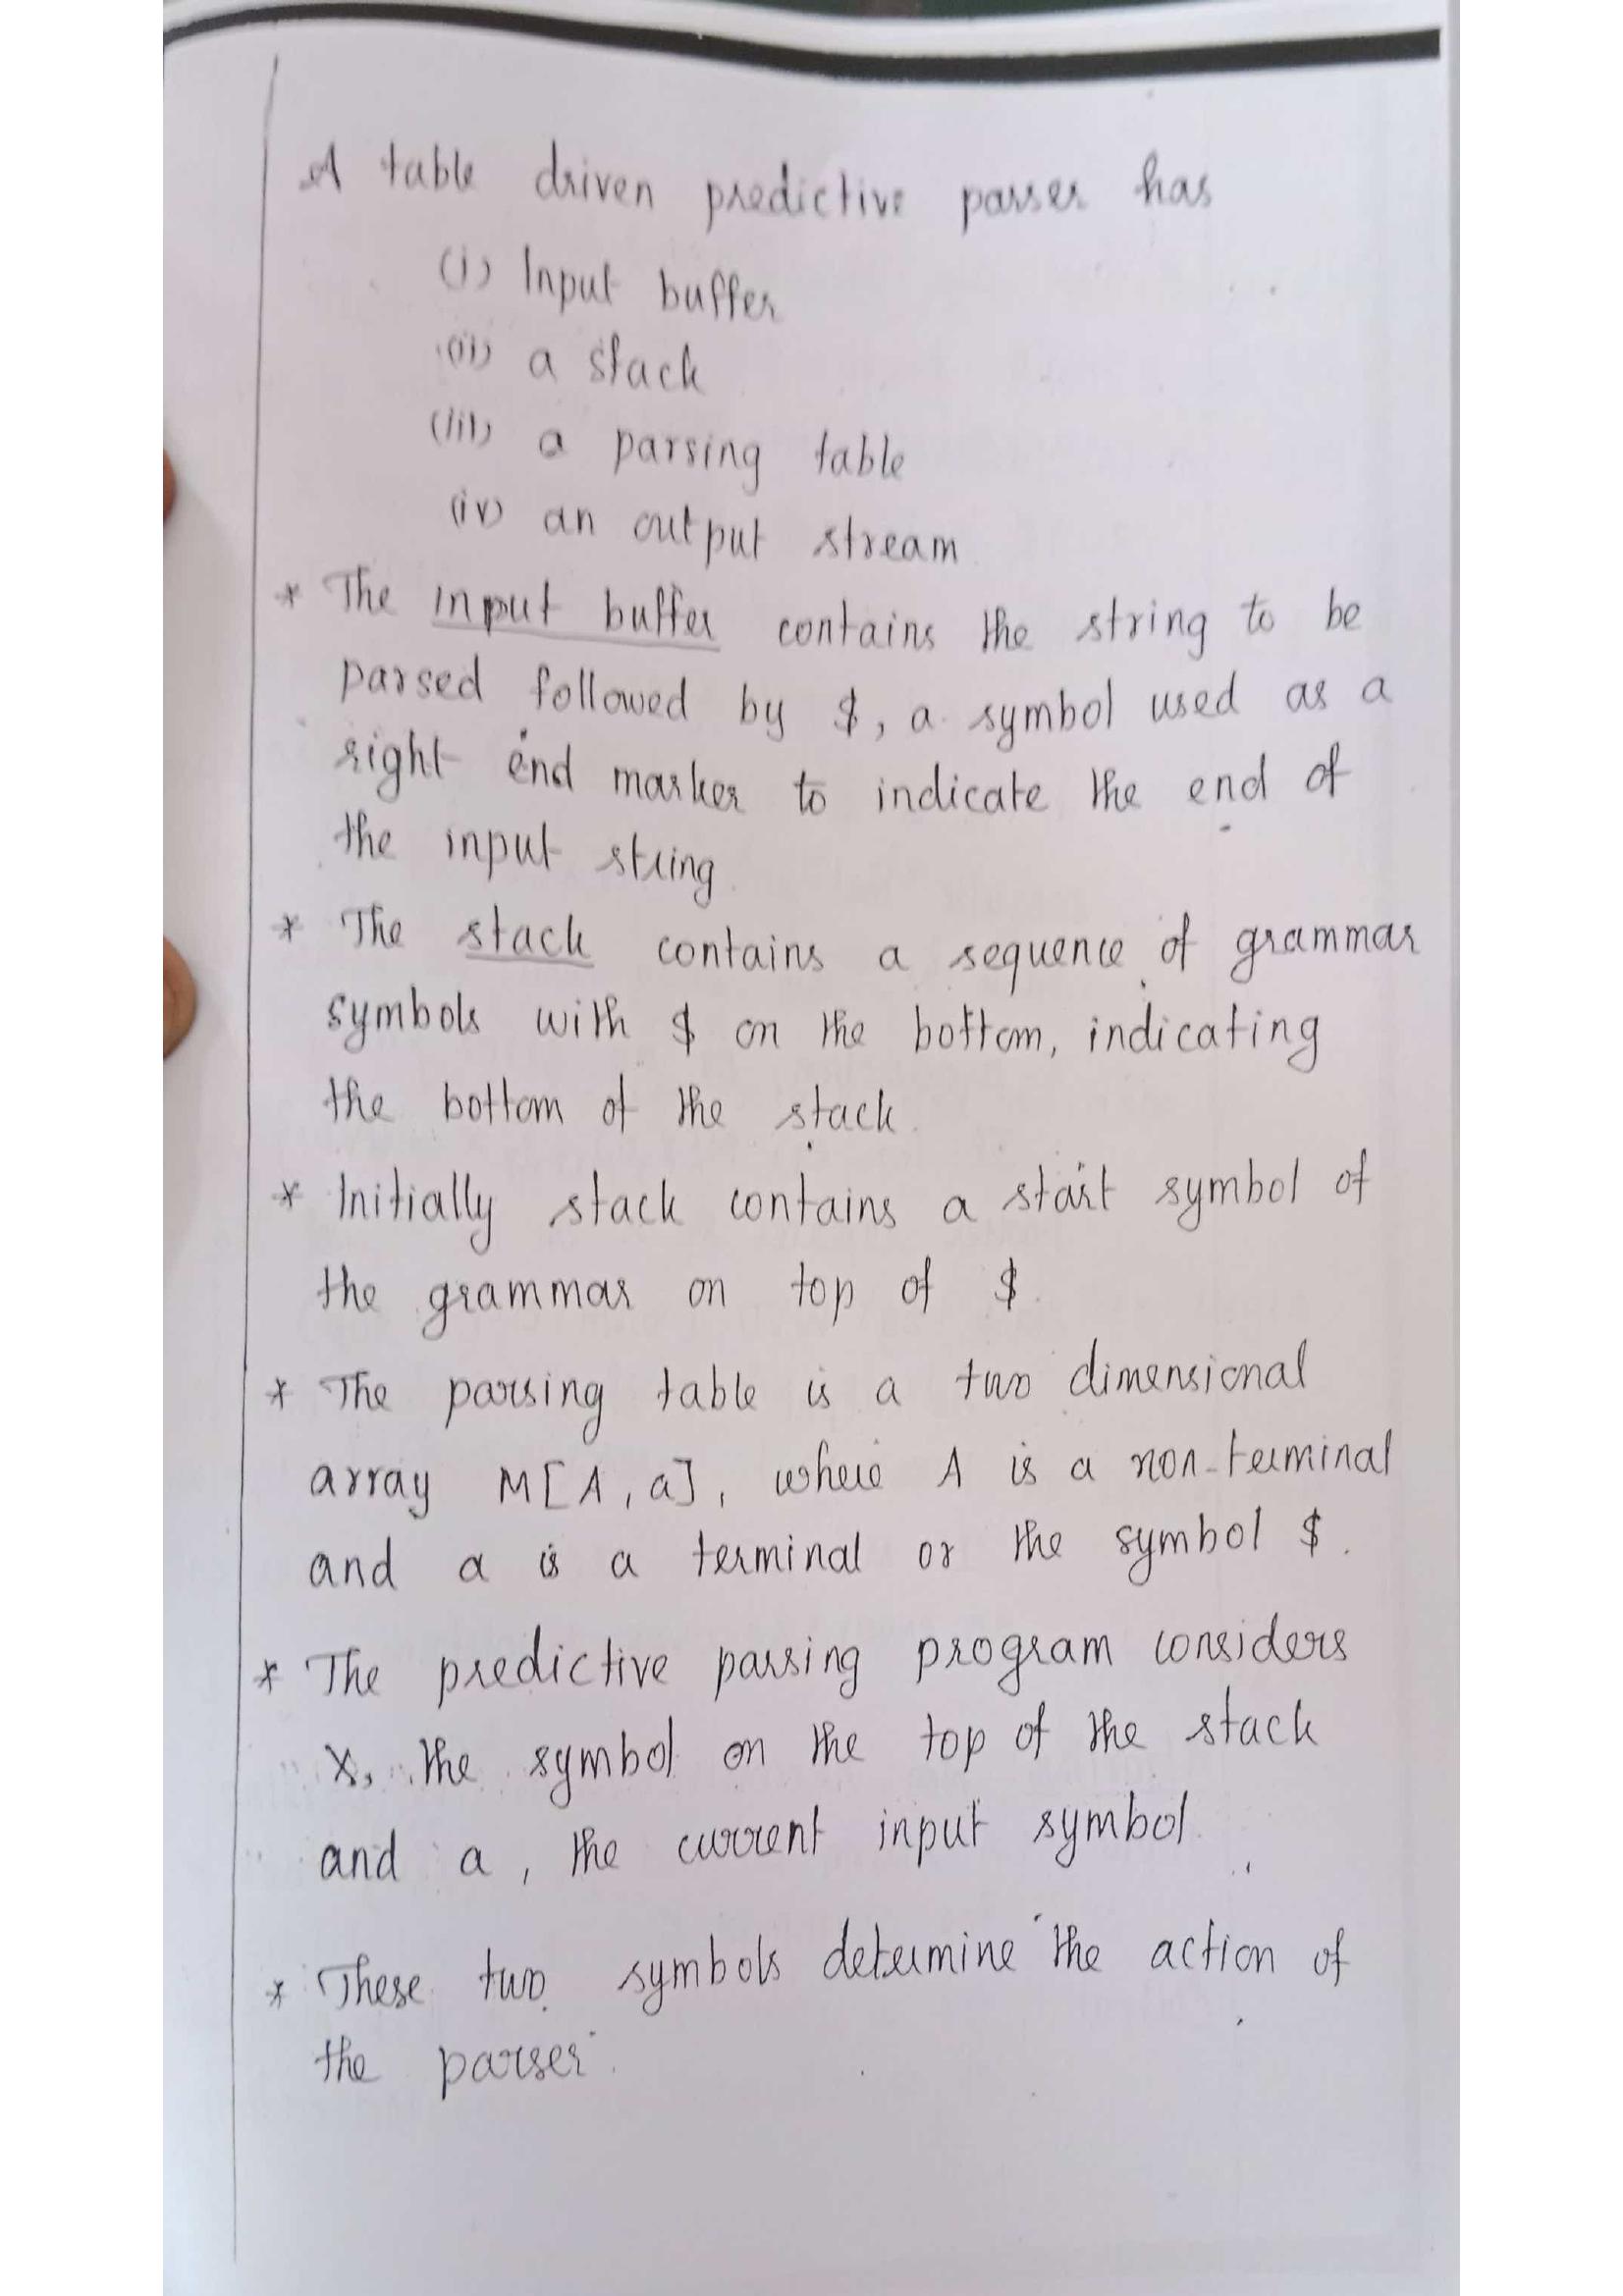 A table driven predictive parser has
(i) Input buffer
(ii) a stack
(iii) a parsing table
(iv) an output stream
* The input buffer contains the string to be
parsed followed by $, a symbol used as a
right end marker to indicate the end of
the input string.
* The stack contains a sequence of grammar
symbols with $ on the bottom, indicating
the bottom of the stack.
* Initially stack contains a start symbol of
the grammar on top of $.
* The parsing table is a two dimensional
array M[A, a], where A is a non-terminal
and a is a terminal or the symbol $.
* The predictive parsing program considers
X, the symbol on the top of the stack
and a, the current input symbol.
* These two symbols determine the action of
the parser.